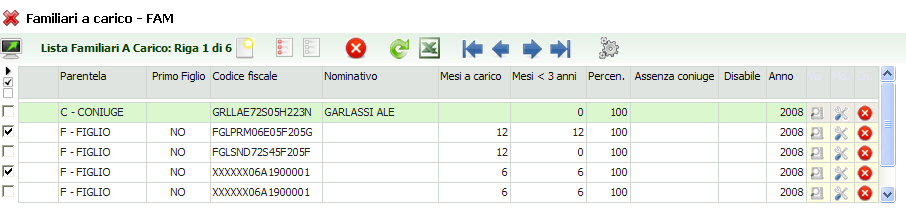 Familiari a carico - FAM
Lista Familiari A Carico: Riga 1 di 6
Parentela Primo Figlio Codice fiscale Nominativo Mesi a carico Mesi < 3 anni Percen. Assenza coniuge Disabile Anno
C - CONIUGE GRLLAE72S05H223N GARLASSI ALE 0 100 2008
F - FIGLIO NO FGLPRM06E05F205G 12 12 100 2008
F - FIGLIO NO FGLSND72S45F205F 12 0 100 2008
F - FIGLIO NO XXXXXX06A1900001 6 6 100 2008
F - FIGLIO NO XXXXXX06A1900001 6 6 100 2008